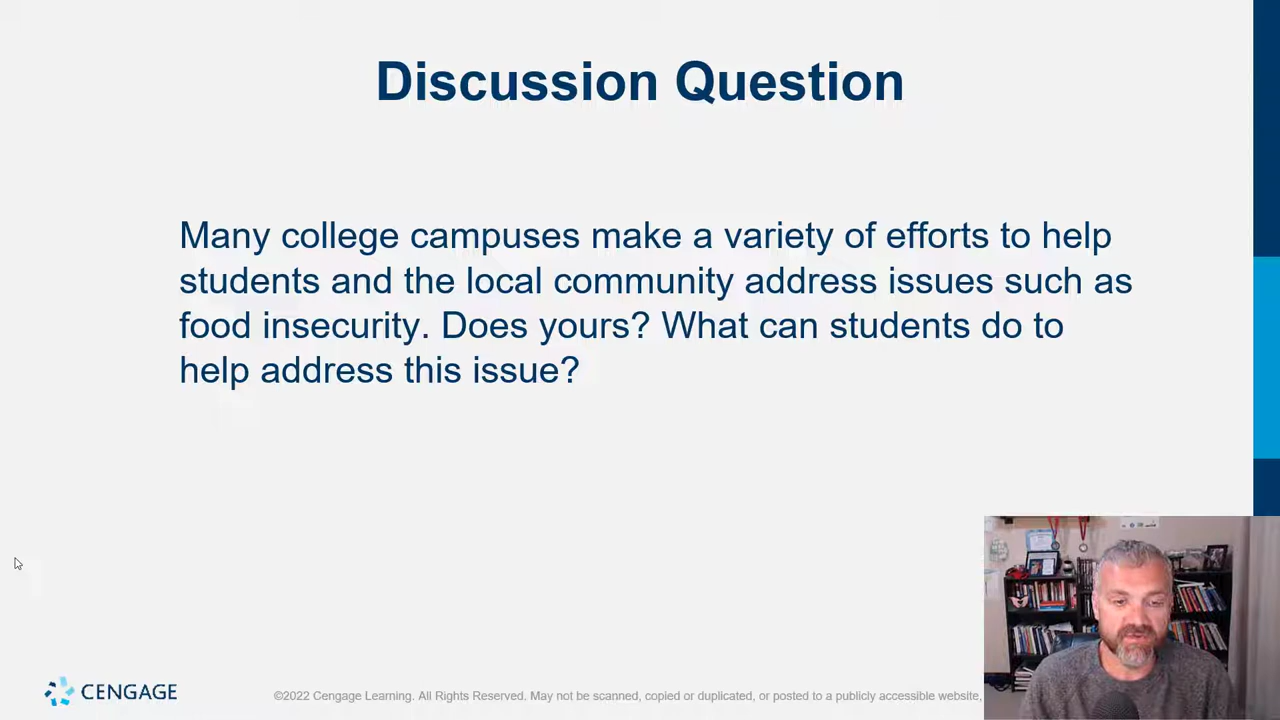 Discussion Question
Many college campuses make a variety of efforts to help
students and the local community address issues such as
food insecurity. Does yours? What can students do to
help address this issue?
CENGAGE
©2022 Cengage Learning. All Rights Reserved. May not be scanned, copied or duplicated, or posted to a publicly accessible website,